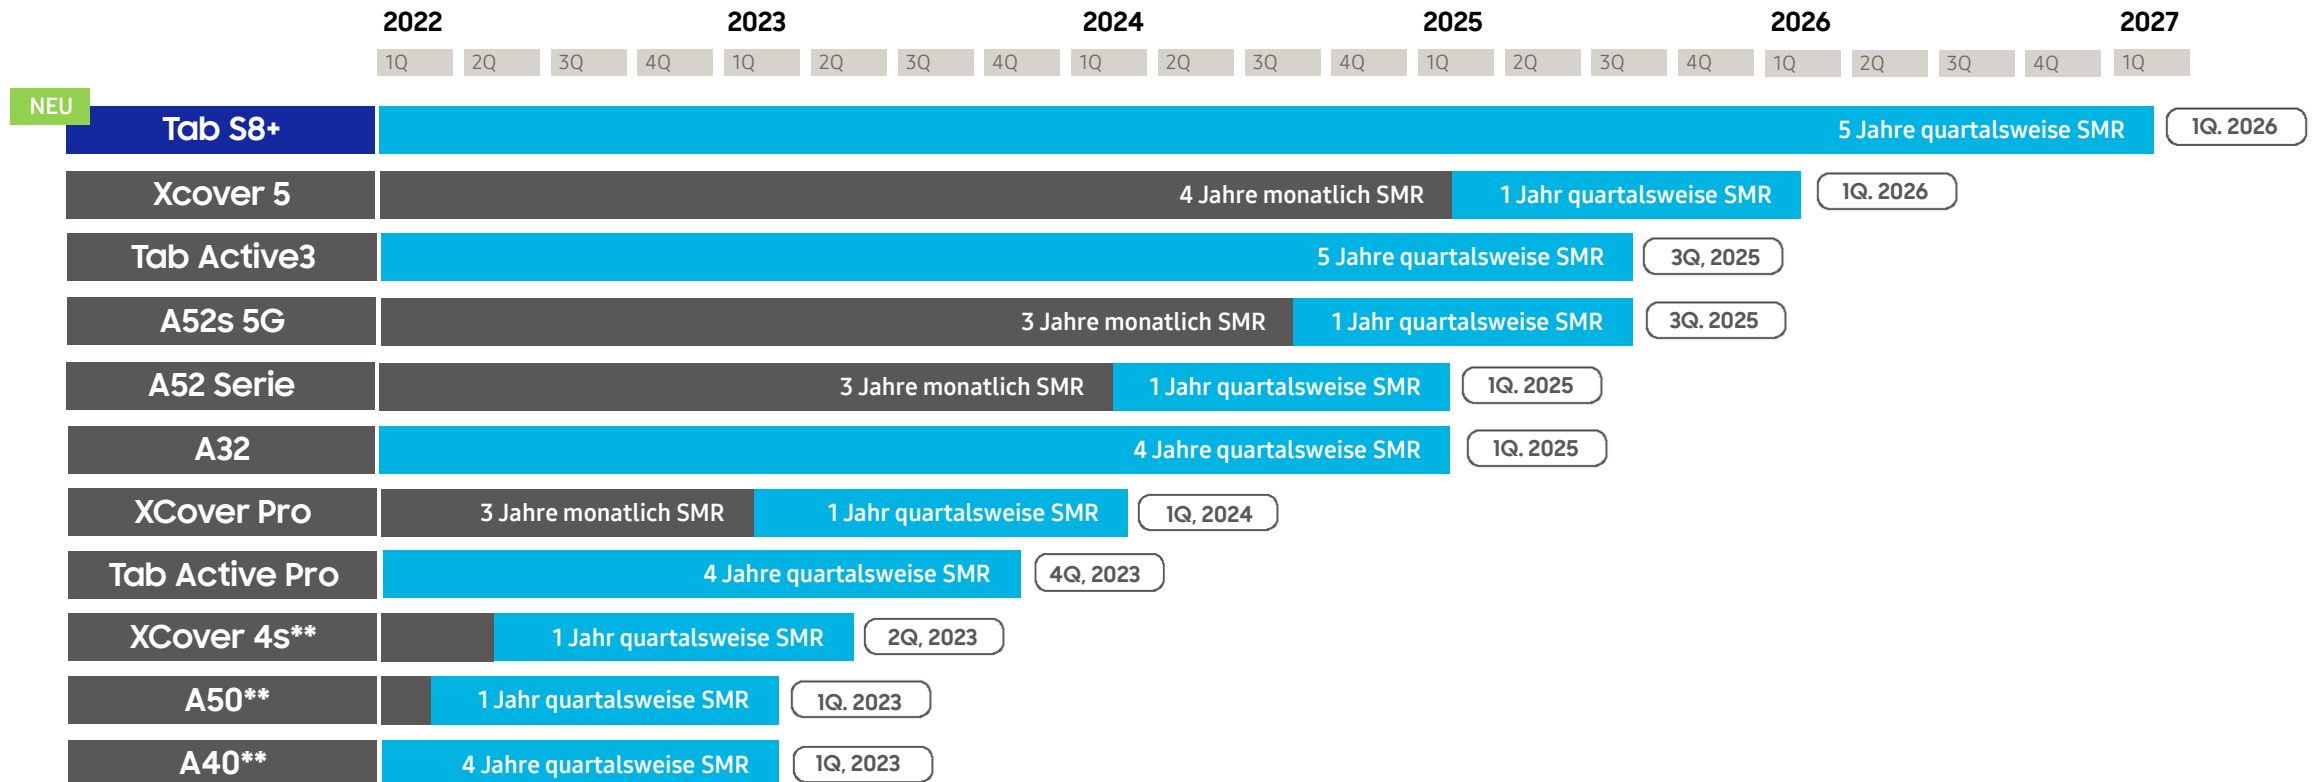 2022 2023 2024 2025 2026 2027
1Q 2Q 3Q 4Q 1Q 2Q 3Q 4Q 1Q 2Q 3Q 4Q 1Q 2Q 3Q 4Q 1Q 2Q 3Q 4Q 1Q
NEU
Tab S8+ 5 Jahre quartalsweise SMR 1Q. 2026
Xcover 5 4 Jahre monatlich SMR 1 Jahr quartalsweise SMR 1Q. 2026
Tab Active3 5 Jahre quartalsweise SMR 3Q, 2025
A52s 5G 3 Jahre monatlich SMR 1 Jahr quartalsweise SMR 3Q. 2025
A52 Serie 3 Jahre monatlich SMR 1 Jahr quartalsweise SMR 1Q. 2025
A32 4 Jahre quartalsweise SMR 1Q. 2025
XCover Pro 3 Jahre monatlich SMR 1 Jahr quartalsweise SMR 1Q, 2024
Tab Active Pro 4 Jahre quartalsweise SMR 4Q, 2023
XCover 4s** 1 Jahr quartalsweise SMR 2Q, 2023
A50** 1 Jahr quartalsweise SMR 1Q. 2023
A40** 4 Jahre quartalsweise SMR 1Q, 2023